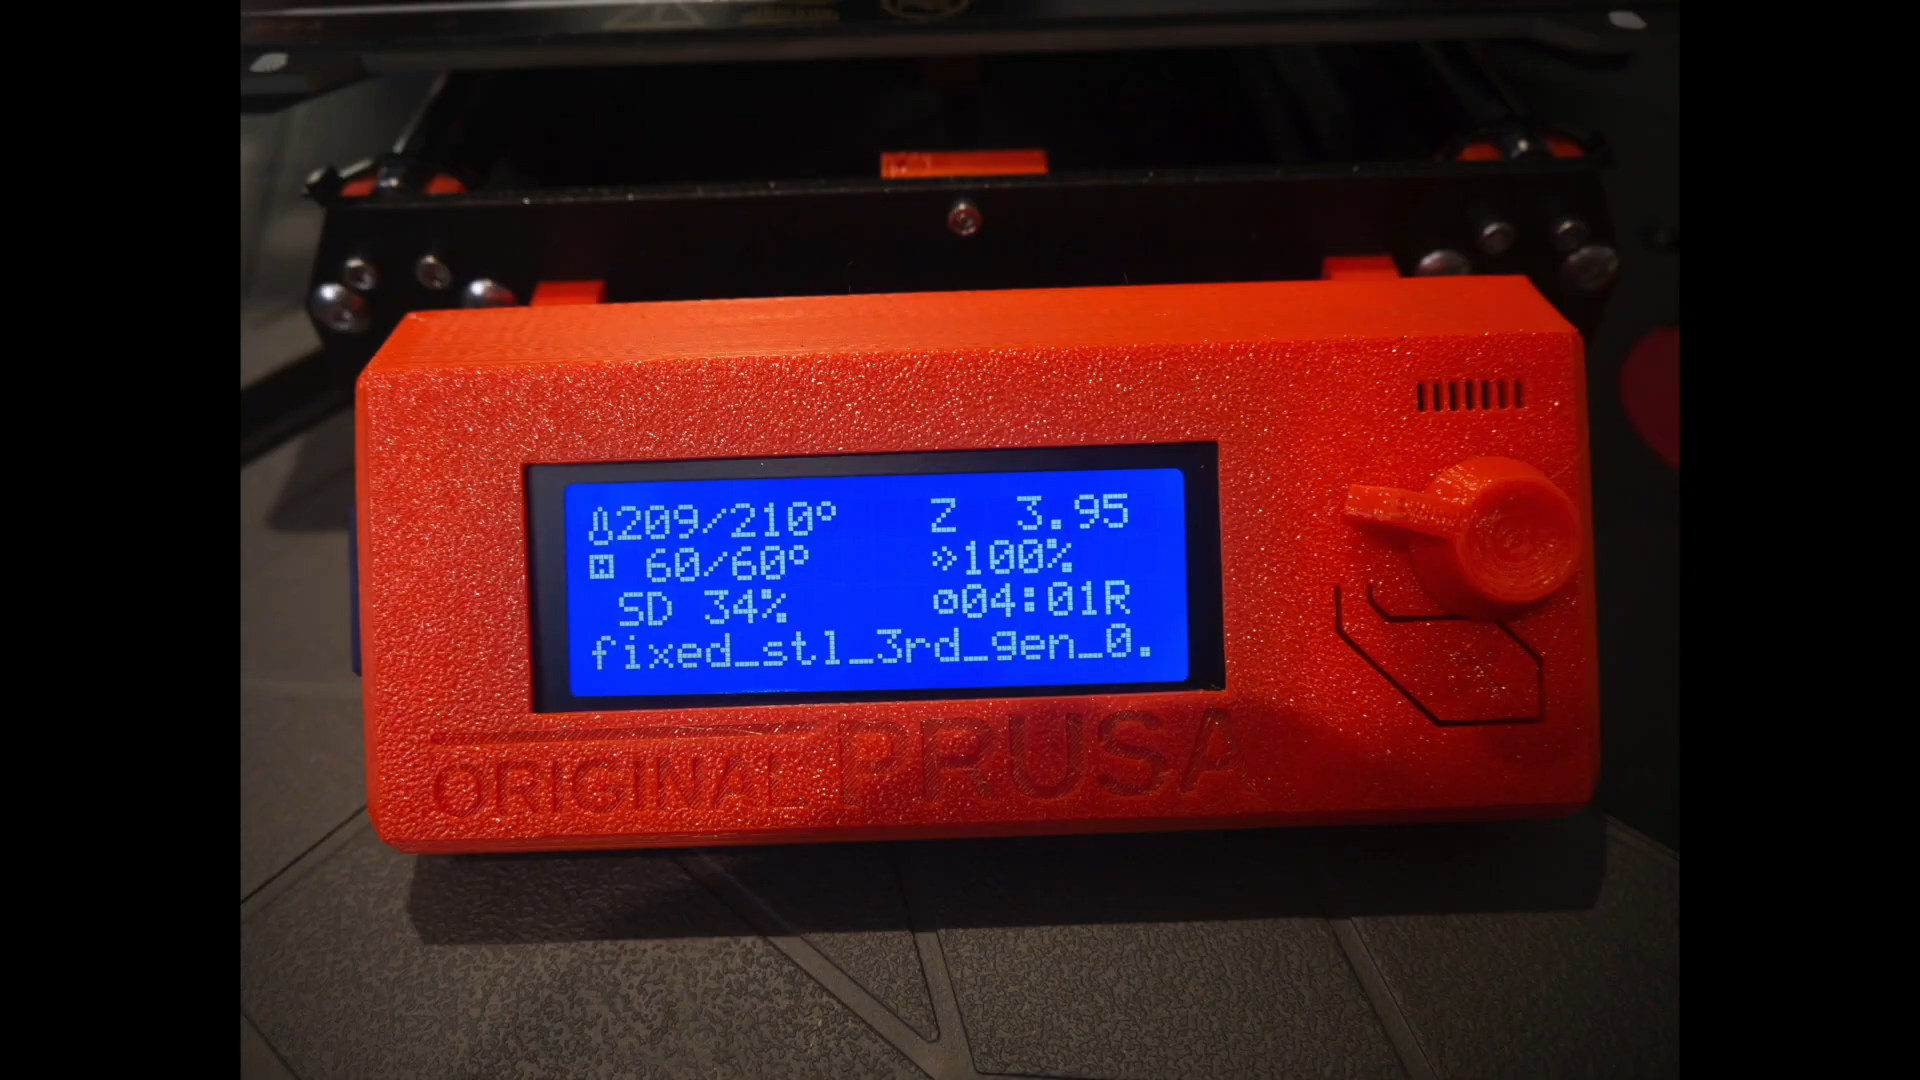 209/210° Z 3.95
60/60° 100%
SD 34% 04:01R
fixed_stl_3rd_gen_0.
ORIGINAL PRUSA